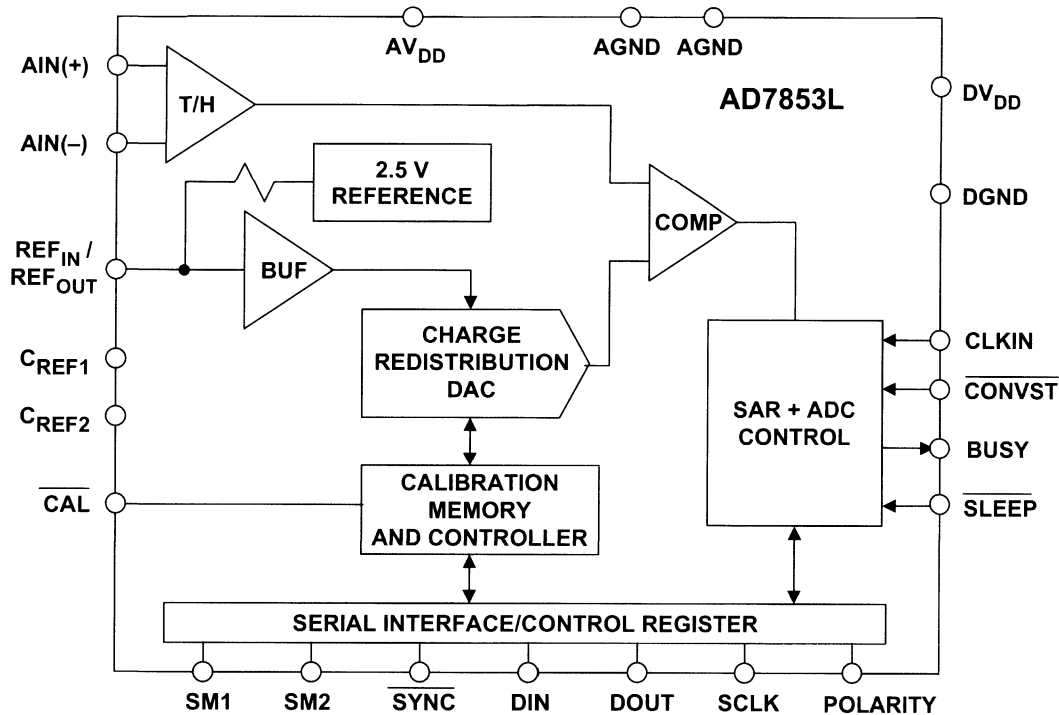 AV_DD
AGND AGND
AIN(+)
T/H
AD7853L
DV_DD
AIN(–)
2.5 V
REFERENCE
DGND
COMP
REF_IN /
REF_OUT
BUF
CHARGE
REDISTRIBUTION
DAC
C_REF1
C_REF2
CLKIN
CONVST
SAR + ADC
CONTROL
BUSY
CAL
SLEEP
CALIBRATION
MEMORY
AND CONTROLLER
SERIAL INTERFACE/CONTROL REGISTER
SM1 SM2 SYNC DIN DOUT SCLK POLARITY